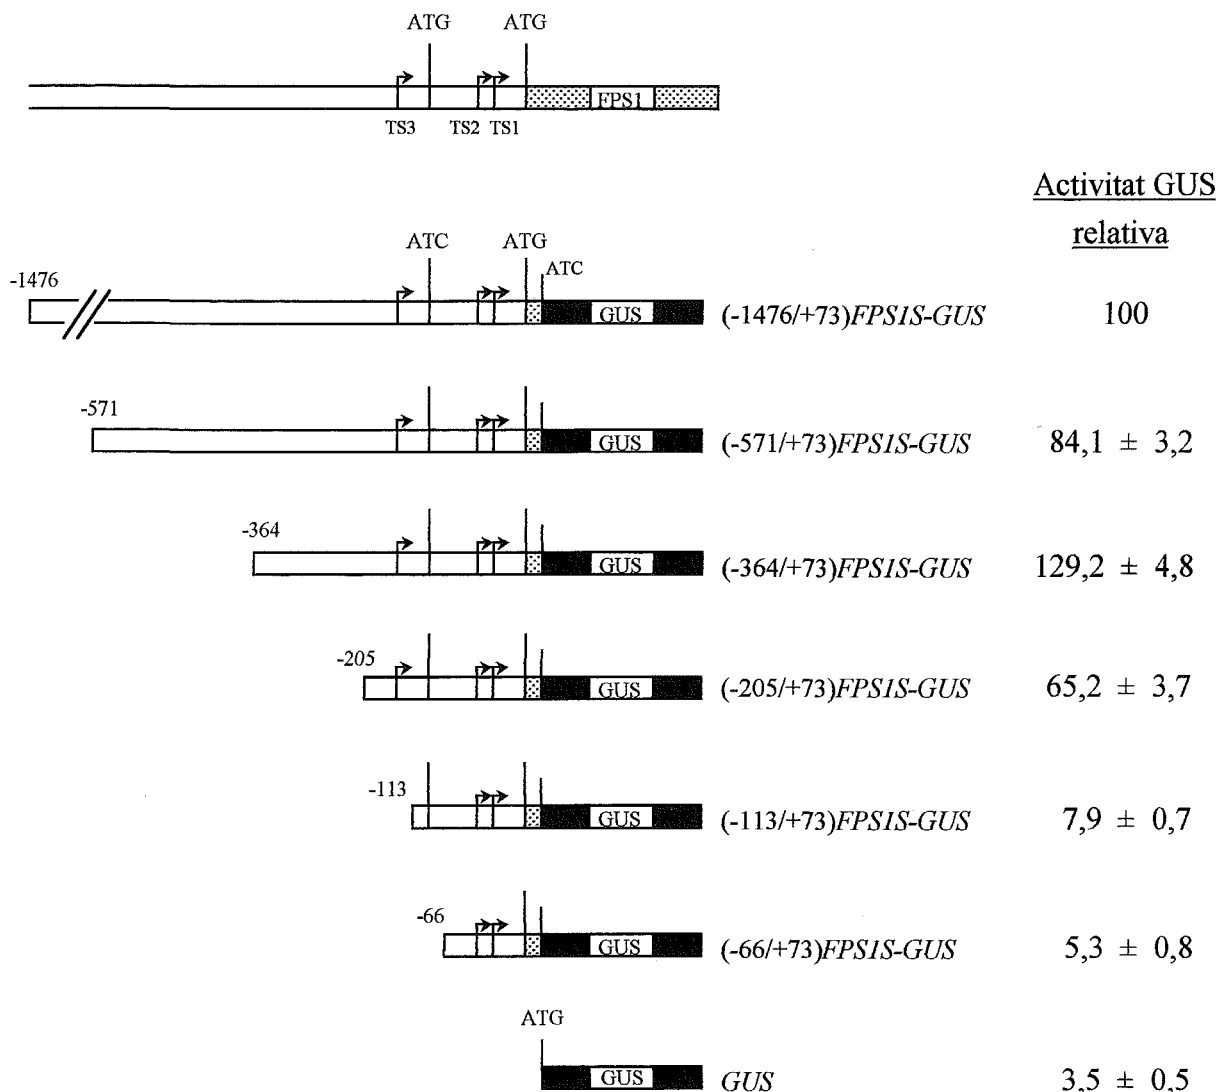 ATG ATG
FPS1
TS3 TS2 TS1
Activitat GUS
relativa
ATC ATG
ATC
-1476
GUS (-1476/+73)FPS1S-GUS 100
-571
GUS (-571/+73)FPS1S-GUS 84,1 ± 3,2
-364
GUS (-364/+73)FPS1S-GUS 129,2 ± 4,8
-205
GUS (-205/+73)FPS1S-GUS 65,2 ± 3,7
-113
GUS (-113/+73)FPS1S-GUS 7,9 ± 0,7
-66
GUS (-66/+73)FPS1S-GUS 5,3 ± 0,8
ATG
GUS GUS 3,5 ± 0,5